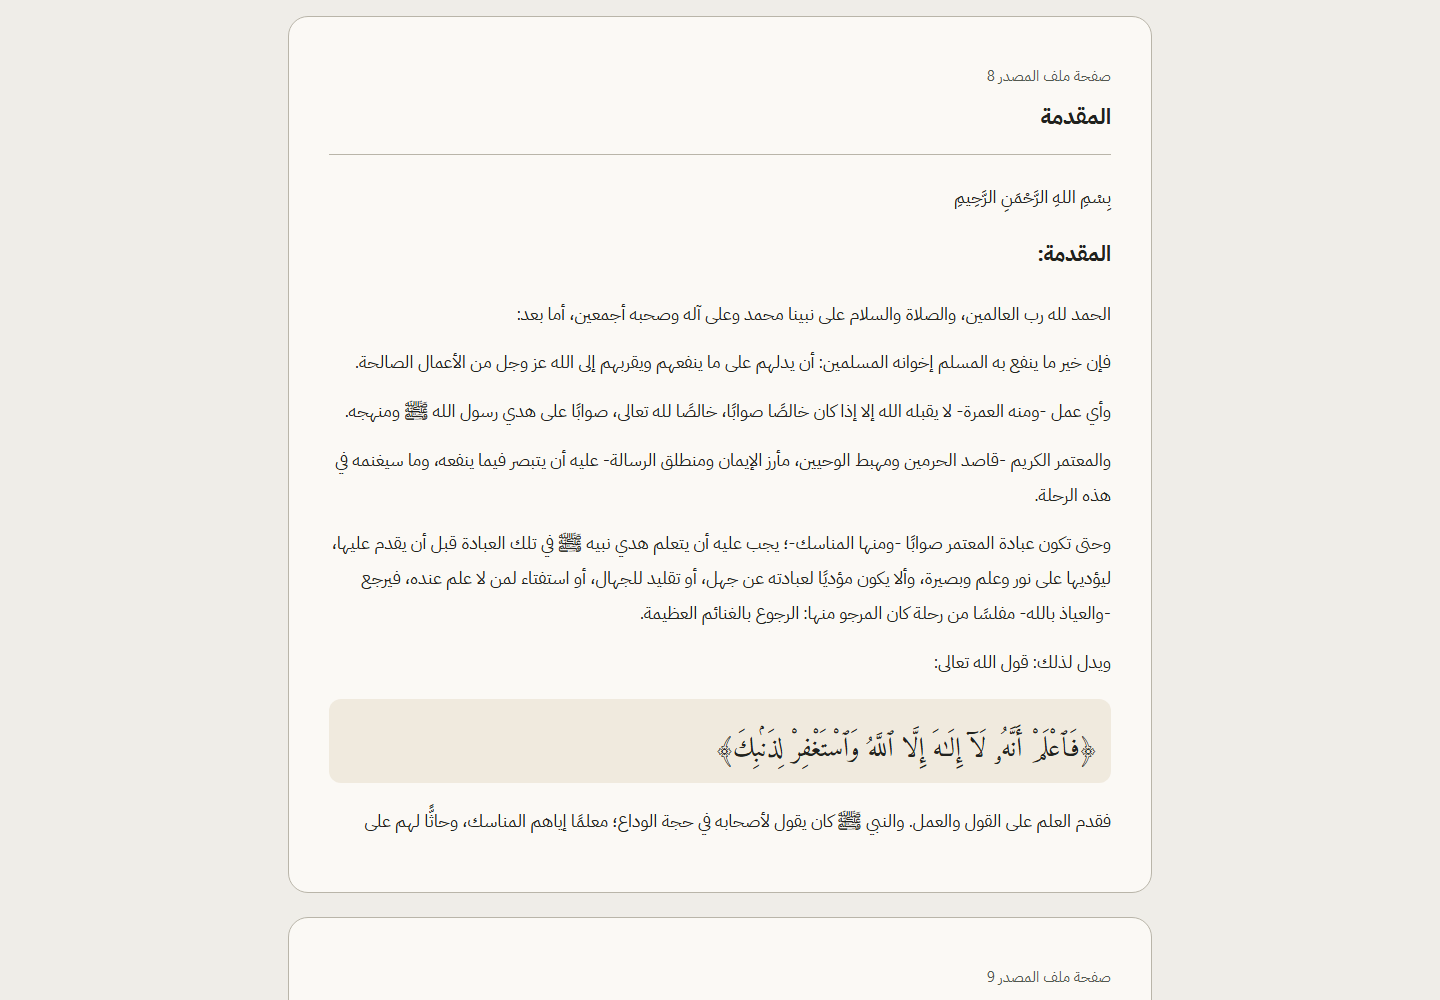 صفحة ملف المصدر 8
المقدمة
بِسْمِ اللهِ الرَّحْمَنِ الرَّحِيمِ
المقدمة:
الحمد لله رب العالمين، والصلاة والسلام على نبينا محمد وعلى آله وصحبه أجمعين، أما بعد:
فإن خير ما ينفع به المسلم إخوانه المسلمين: أن يدلهم على ما ينفعهم ويقربهم إلى الله عز وجل من الأعمال الصالحة.
وأي عمل -ومنه العمرة- لا يقبله الله إلا إذا كان خالصًا صوابًا، خالصًا لله تعالى، صوابًا على هدي رسول الله ﷺ ومنهجه.
والمعتمر الكريم -قاصد الحرمين ومهبط الوحيين، مأرز الإيمان ومنطلق الرسالة- عليه أن يتبصر فيما ينفعه، وما سيغنمه في
هذه الرحلة.
وحتى تكون عبادة المعتمر صوابًا -ومنها المناسك-؛ يجب عليه أن يتعلم هدي نبيه ﷺ في تلك العبادة قبل أن يقدم عليها،
ليؤديها على نور وعلم وبصيرة، وألا يكون مؤديًا لعبادته عن جهل، أو تقليد للجهال، أو استفتاء لمن لا علم عنده، فيرجع
-والعياذ بالله- مفلسًا من رحلة كان المرجو منها: الرجوع بالغنائم العظيمة.
ويدل لذلك: قول الله تعالى:
﴿فَٱعْلَمْ أَنَّهُۥ لَآ إِلَـٰهَ إِلَّا ٱللَّهُ وَٱسْتَغْفِرْ لِذَنۢبِكَ﴾
فقدم العلم على القول والعمل. والنبي ﷺ كان يقول لأصحابه في حجة الوداع؛ معلمًا إياهم المناسك، وحاثًّا لهم على
صفحة ملف المصدر 9